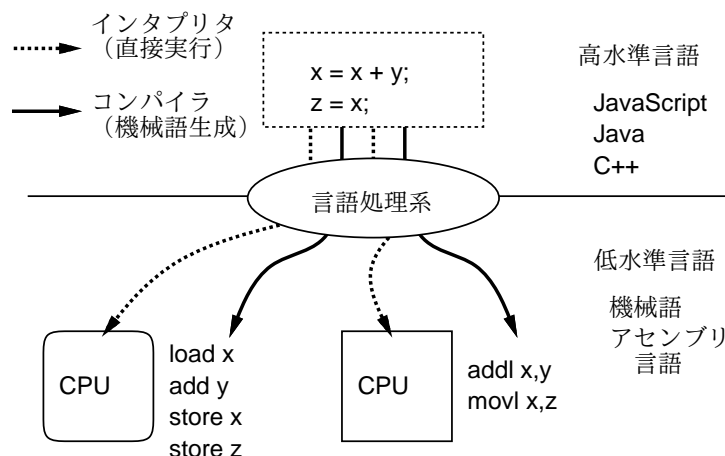 インタプリタ
（直接実行）
コンパイラ
（機械語生成）
x = x + y;
z = x;
高水準言語
JavaScript
Java
C++
言語処理系
低水準言語
機械語
アセンブリ
言語
CPU
load x
add y
store x
store z
CPU
addl x,y
movl x,z